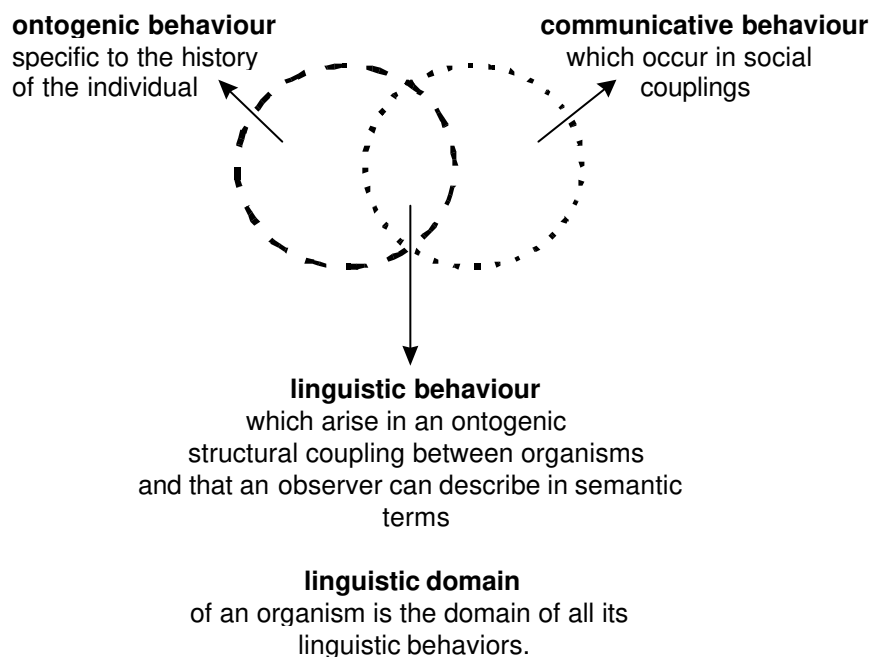 ontogenic behaviour
specific to the history
of the individual
communicative behaviour
which occur in social
couplings
linguistic behaviour
which arise in an ontogenic
structural coupling between organisms
and that an observer can describe in semantic
terms
linguistic domain
of an organism is the domain of all its
linguistic behaviors.